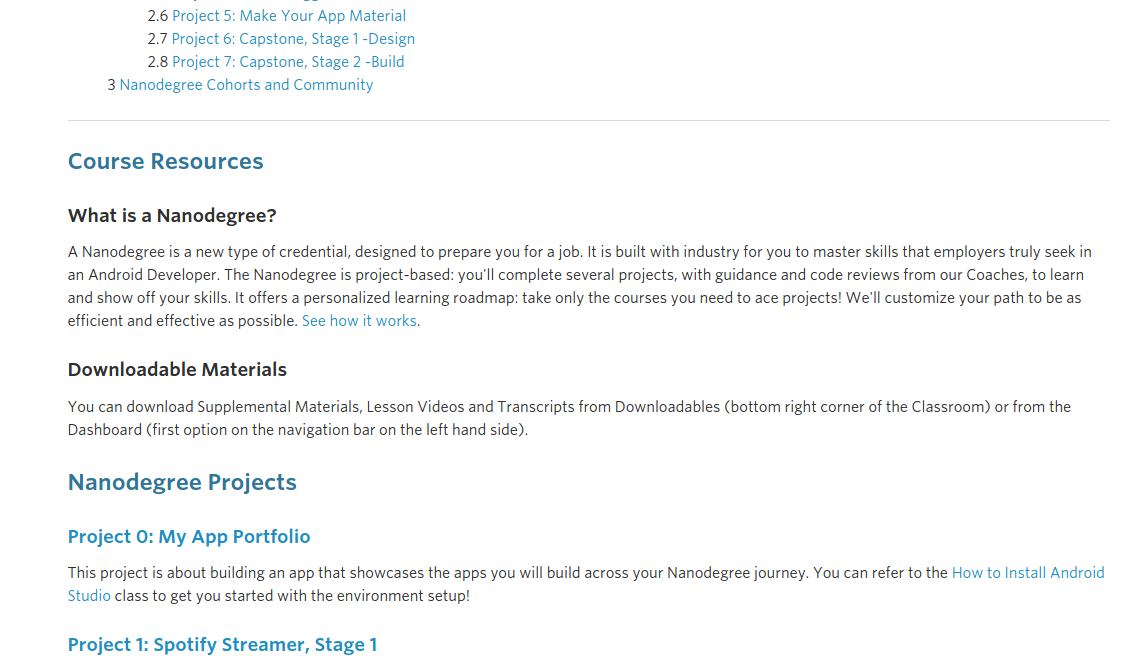 2.6 Project 5: Make Your App Material
2.7 Project 6: Capstone, Stage 1 -Design
2.8 Project 7: Capstone, Stage 2 -Build
3 Nanodegree Cohorts and Community
Course Resources
What is a Nanodegree?
A Nanodegree is a new type of credential, designed to prepare you for a job. It is built with industry for you to master skills that employers truly seek in
an Android Developer. The Nanodegree is project-based: you'll complete several projects, with guidance and code reviews from our Coaches, to learn
and show off your skills. It offers a personalized learning roadmap: take only the courses you need to ace projects! We'll customize your path to be as
efficient and effective as possible. See how it works.
Downloadable Materials
You can download Supplemental Materials, Lesson Videos and Transcripts from Downloadables (bottom right corner of the Classroom) or from the
Dashboard (first option on the navigation bar on the left hand side).
Nanodegree Projects
Project 0: My App Portfolio
This project is about building an app that showcases the apps you will build across your Nanodegree journey. You can refer to the How to Install Android
Studio class to get you started with the environment setup!
Project 1: Spotify Streamer, Stage 1